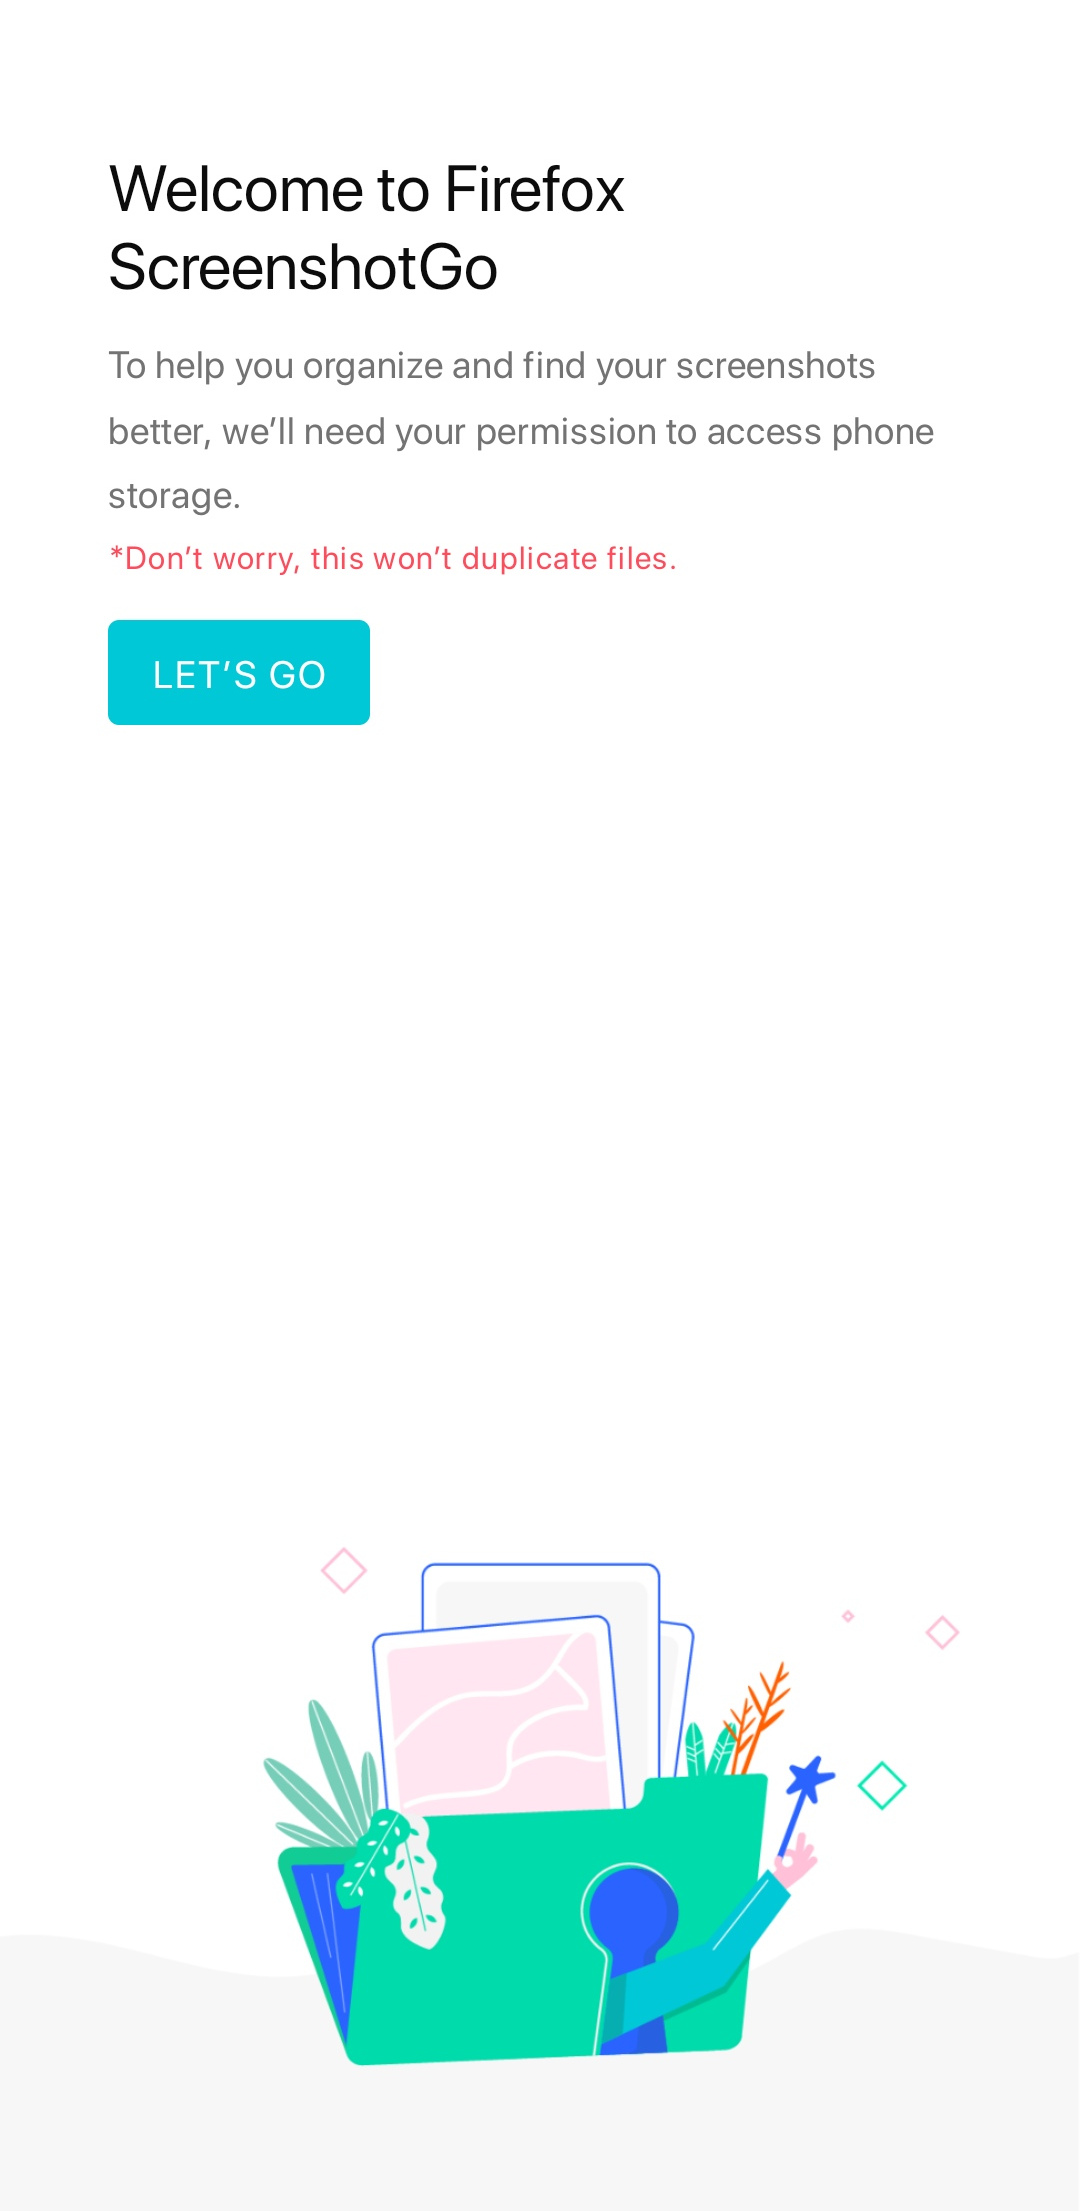 Welcome to Firefox
ScreenshotGo
To help you organize and find your screenshots
better, we’ll need your permission to access phone
storage.
*Don’t worry, this won’t duplicate files.
LET’S GO